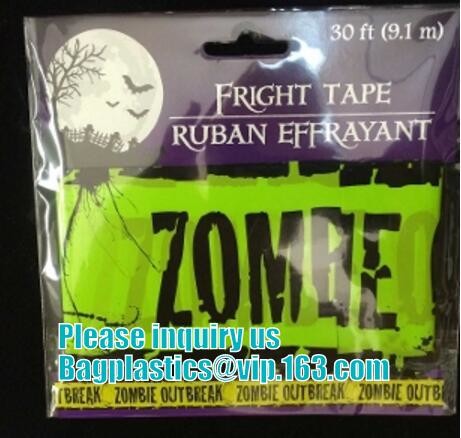 30 ft (9.1 m)
FRIGHT TAPE
RUBAN EFFRAYANT
ZOMBIE
Please inquiry us
Bagplastics@vip.163.com
TBREAK ZOMBIE OUTBREAK ZOMBIE OUTBREAK ZOMBIE OUTB